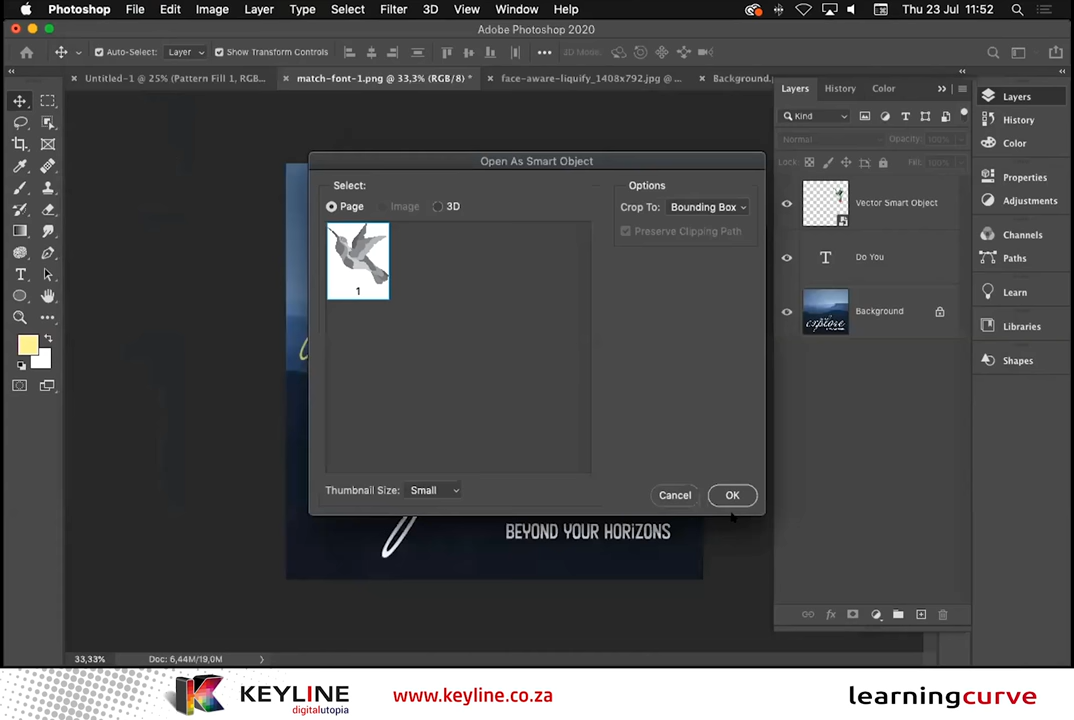 Photoshop File Edit Image Layer Type Select Filter 3D View Window Help Thu 23 Jul 11:52
Adobe Photoshop 2020
Auto-Select: Layer Show Transform Controls 3D Mode:
Untitled-1 @ 25% (Pattern Fill 1, RGB... match-font-1.png @ 33,3% (RGB/8) * face-aware-liquify_1408x792.jpg @ ... Background.
Layers History Color
Kind
Normal Opacity: 100%
Lock: Fill: 100%
Vector Smart Object
Do You
Background
explore
Layers
History
Color
Properties
Adjustments
Channels
Paths
Learn
Libraries
Shapes
Open As Smart Object
Select:
Page Image 3D
1
Options
Crop To: Bounding Box
Preserve Clipping Path
Thumbnail Size: Small
Cancel OK
BEYOND YOUR HORIZONS
33,33% Doc: 6,44M/19,0M
KEYLINE
digitalutopia
www.keyline.co.za
learningcurve